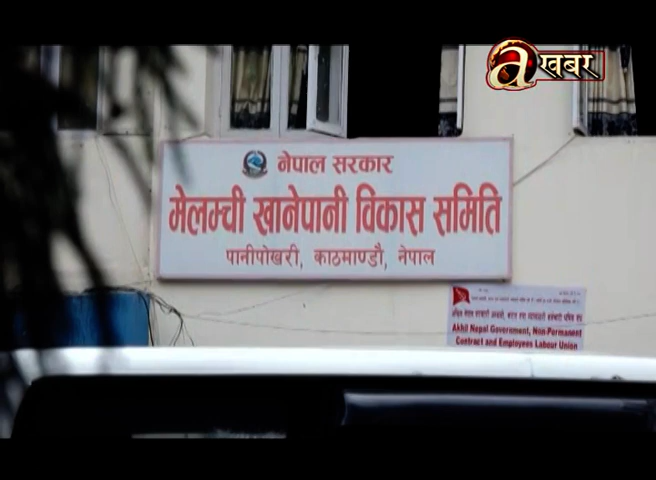 a खबर
नेपाल सरकार
मेलम्ची खानेपानी विकास समिति
पानीपोखरी, काठमाण्डौ, नेपाल
Akhil Nepal Government, Non-Permanent
Contract and Employees Labour Union